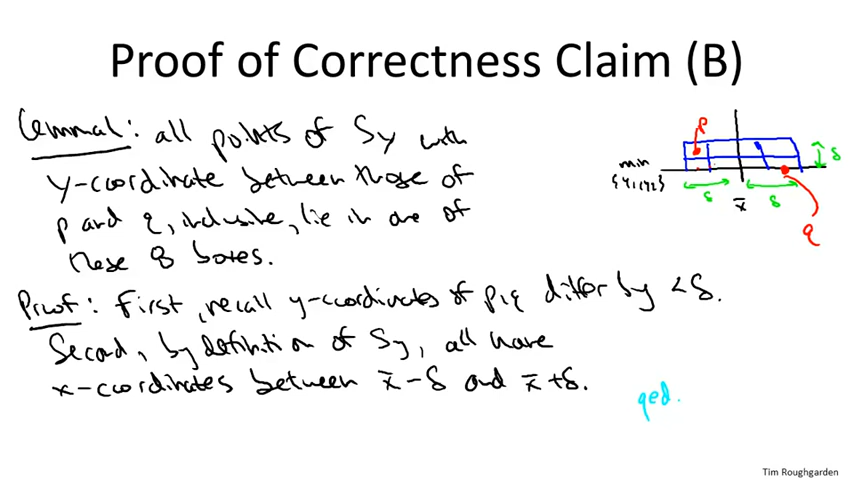 Proof of Correctness Claim (B)
Lemma1: all points of Sy with
y-coordinate between those of
p and q, inclusive, lie in one of
these 8 boxes.
Proof: First, recall y-coordinates of p,q differ by < δ.
Second, by definition of Sy, all have
x-coordinates between x̄-δ and x̄+δ.
qed.
p
min
{y1,y2}
δ
δ
δ
x̄
q
Tim Roughgarden